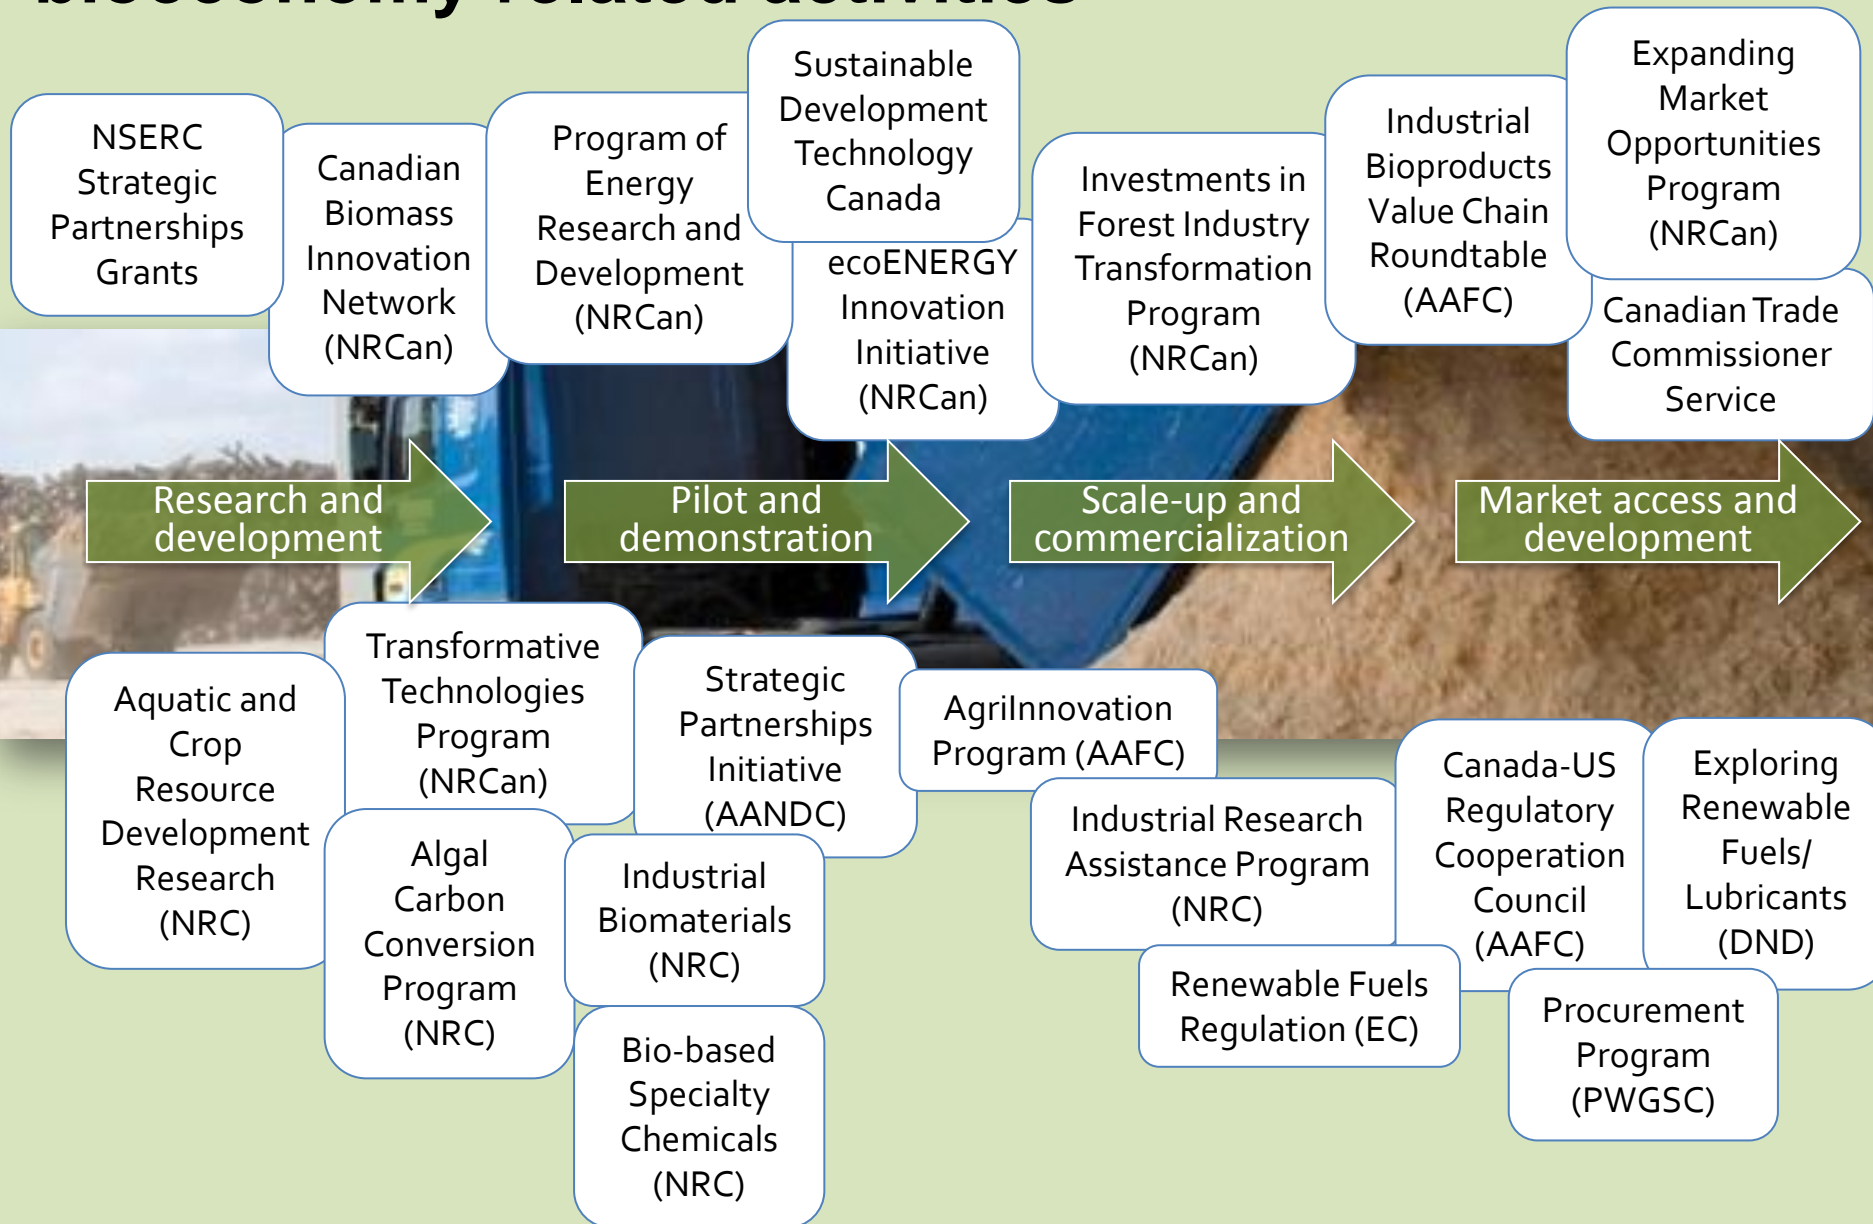 bioeconomy related activities
NSERC
Strategic
Partnerships
Grants
Canadian
Biomass
Innovation
Network
(NRCan)
Program of
Energy
Research and
Development
(NRCan)
Sustainable
Development
Technology
Canada
ecoENERGY
Innovation
Initiative
(NRCan)
Investments in
Forest Industry
Transformation
Program
(NRCan)
Industrial
Bioproducts
Value Chain
Roundtable
(AAFC)
Expanding
Market
Opportunities
Program
(NRCan)
Canadian Trade
Commissioner
Service
Research and
development
Pilot and
demonstration
Scale-up and
commercialization
Market access and
development
Aquatic and
Crop
Resource
Development
Research
(NRC)
Transformative
Technologies
Program
(NRCan)
Algal
Carbon
Conversion
Program
(NRC)
Strategic
Partnerships
Initiative
(AANDC)
Industrial
Biomaterials
(NRC)
Bio-based
Specialty
Chemicals
(NRC)
AgriInnovation
Program (AAFC)
Industrial Research
Assistance Program
(NRC)
Renewable Fuels
Regulation (EC)
Canada-US
Regulatory
Cooperation
Council
(AAFC)
Exploring
Renewable
Fuels/
Lubricants
(DND)
Procurement
Program
(PWGSC)